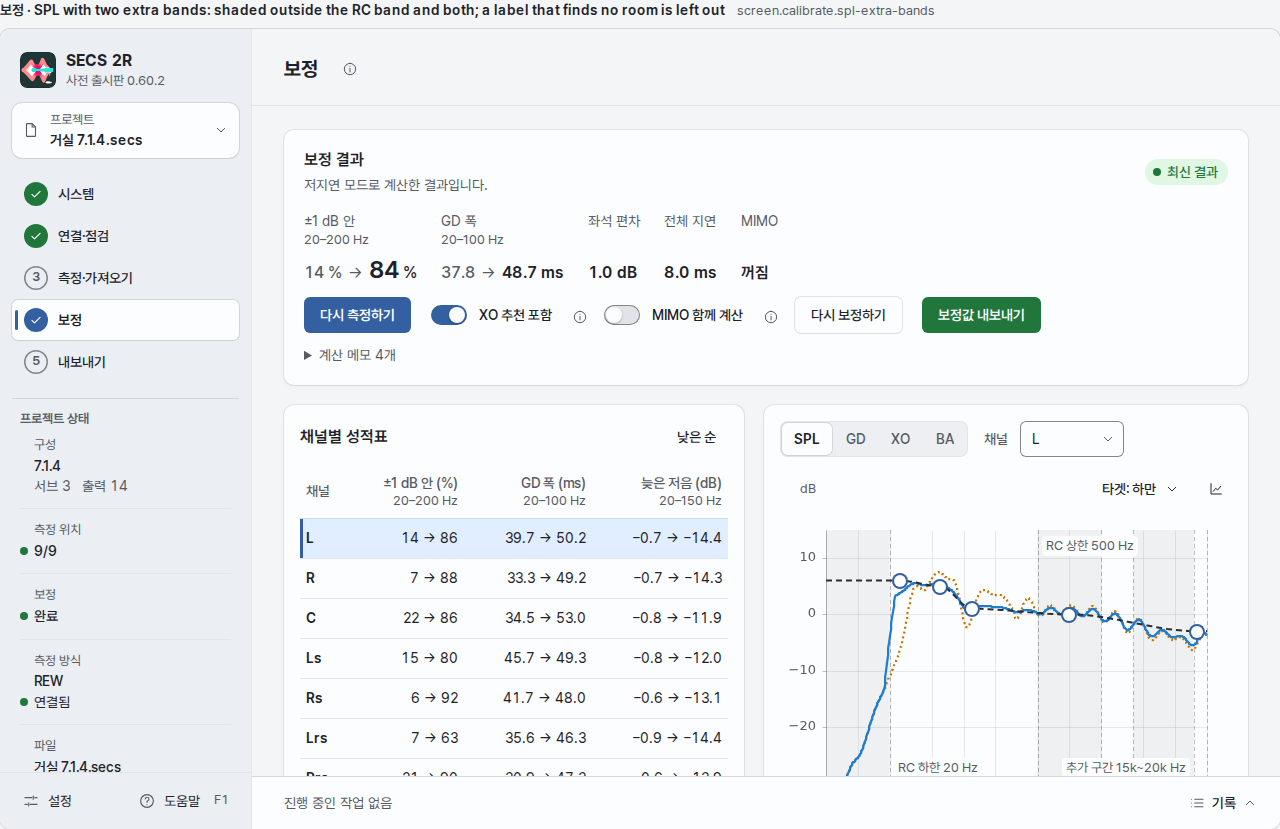 보정 · SPL with two extra bands: shaded outside the RC band and both; a label that finds no room is left out screen.calibrate.spl-extra-bands
SECS 2R
사전 출시판 0.60.2
프로젝트
거실 7.1.4.secs
시스템
연결·점검
3 측정·가져오기
보정
5 내보내기
프로젝트 상태
구성
7.1.4
서브 3 출력 14
측정 위치
9/9
보정
완료
측정 방식
REW
연결됨
파일
거실 7.1.4.secs
설정 도움말 F1
보정
보정 결과
저지연 모드로 계산한 결과입니다.
최신 결과
±1 dB 안 GD 폭 좌석 편차 전체 지연 MIMO
20–200 Hz 20–100 Hz
14 % → 84 % 37.8 → 48.7 ms 1.0 dB 8.0 ms 꺼짐
다시 측정하기 XO 추천 포함 MIMO 함께 계산 다시 보정하기 보정값 내보내기
▶ 계산 메모 4개
채널별 성적표 낮은 순
채널 ±1 dB 안 (%) GD 폭 (ms) 늦은 저음 (dB)
20–200 Hz 20–100 Hz 20–150 Hz
L 14 → 86 39.7 → 50.2 −0.7 → −14.4
R 7 → 88 33.3 → 49.2 −0.7 → −14.3
C 22 → 86 34.5 → 53.0 −0.8 → −11.9
Ls 15 → 80 45.7 → 49.3 −0.8 → −12.0
Rs 6 → 92 41.7 → 48.0 −0.6 → −13.1
Lrs 7 → 63 35.6 → 46.3 −0.9 → −14.4
SPL GD XO BA 채널 L
dB 타겟: 하만
RC 상한 500 Hz
10
0
−10
−20
RC 하한 20 Hz 추가 구간 15k~20k Hz
진행 중인 작업 없음 기록